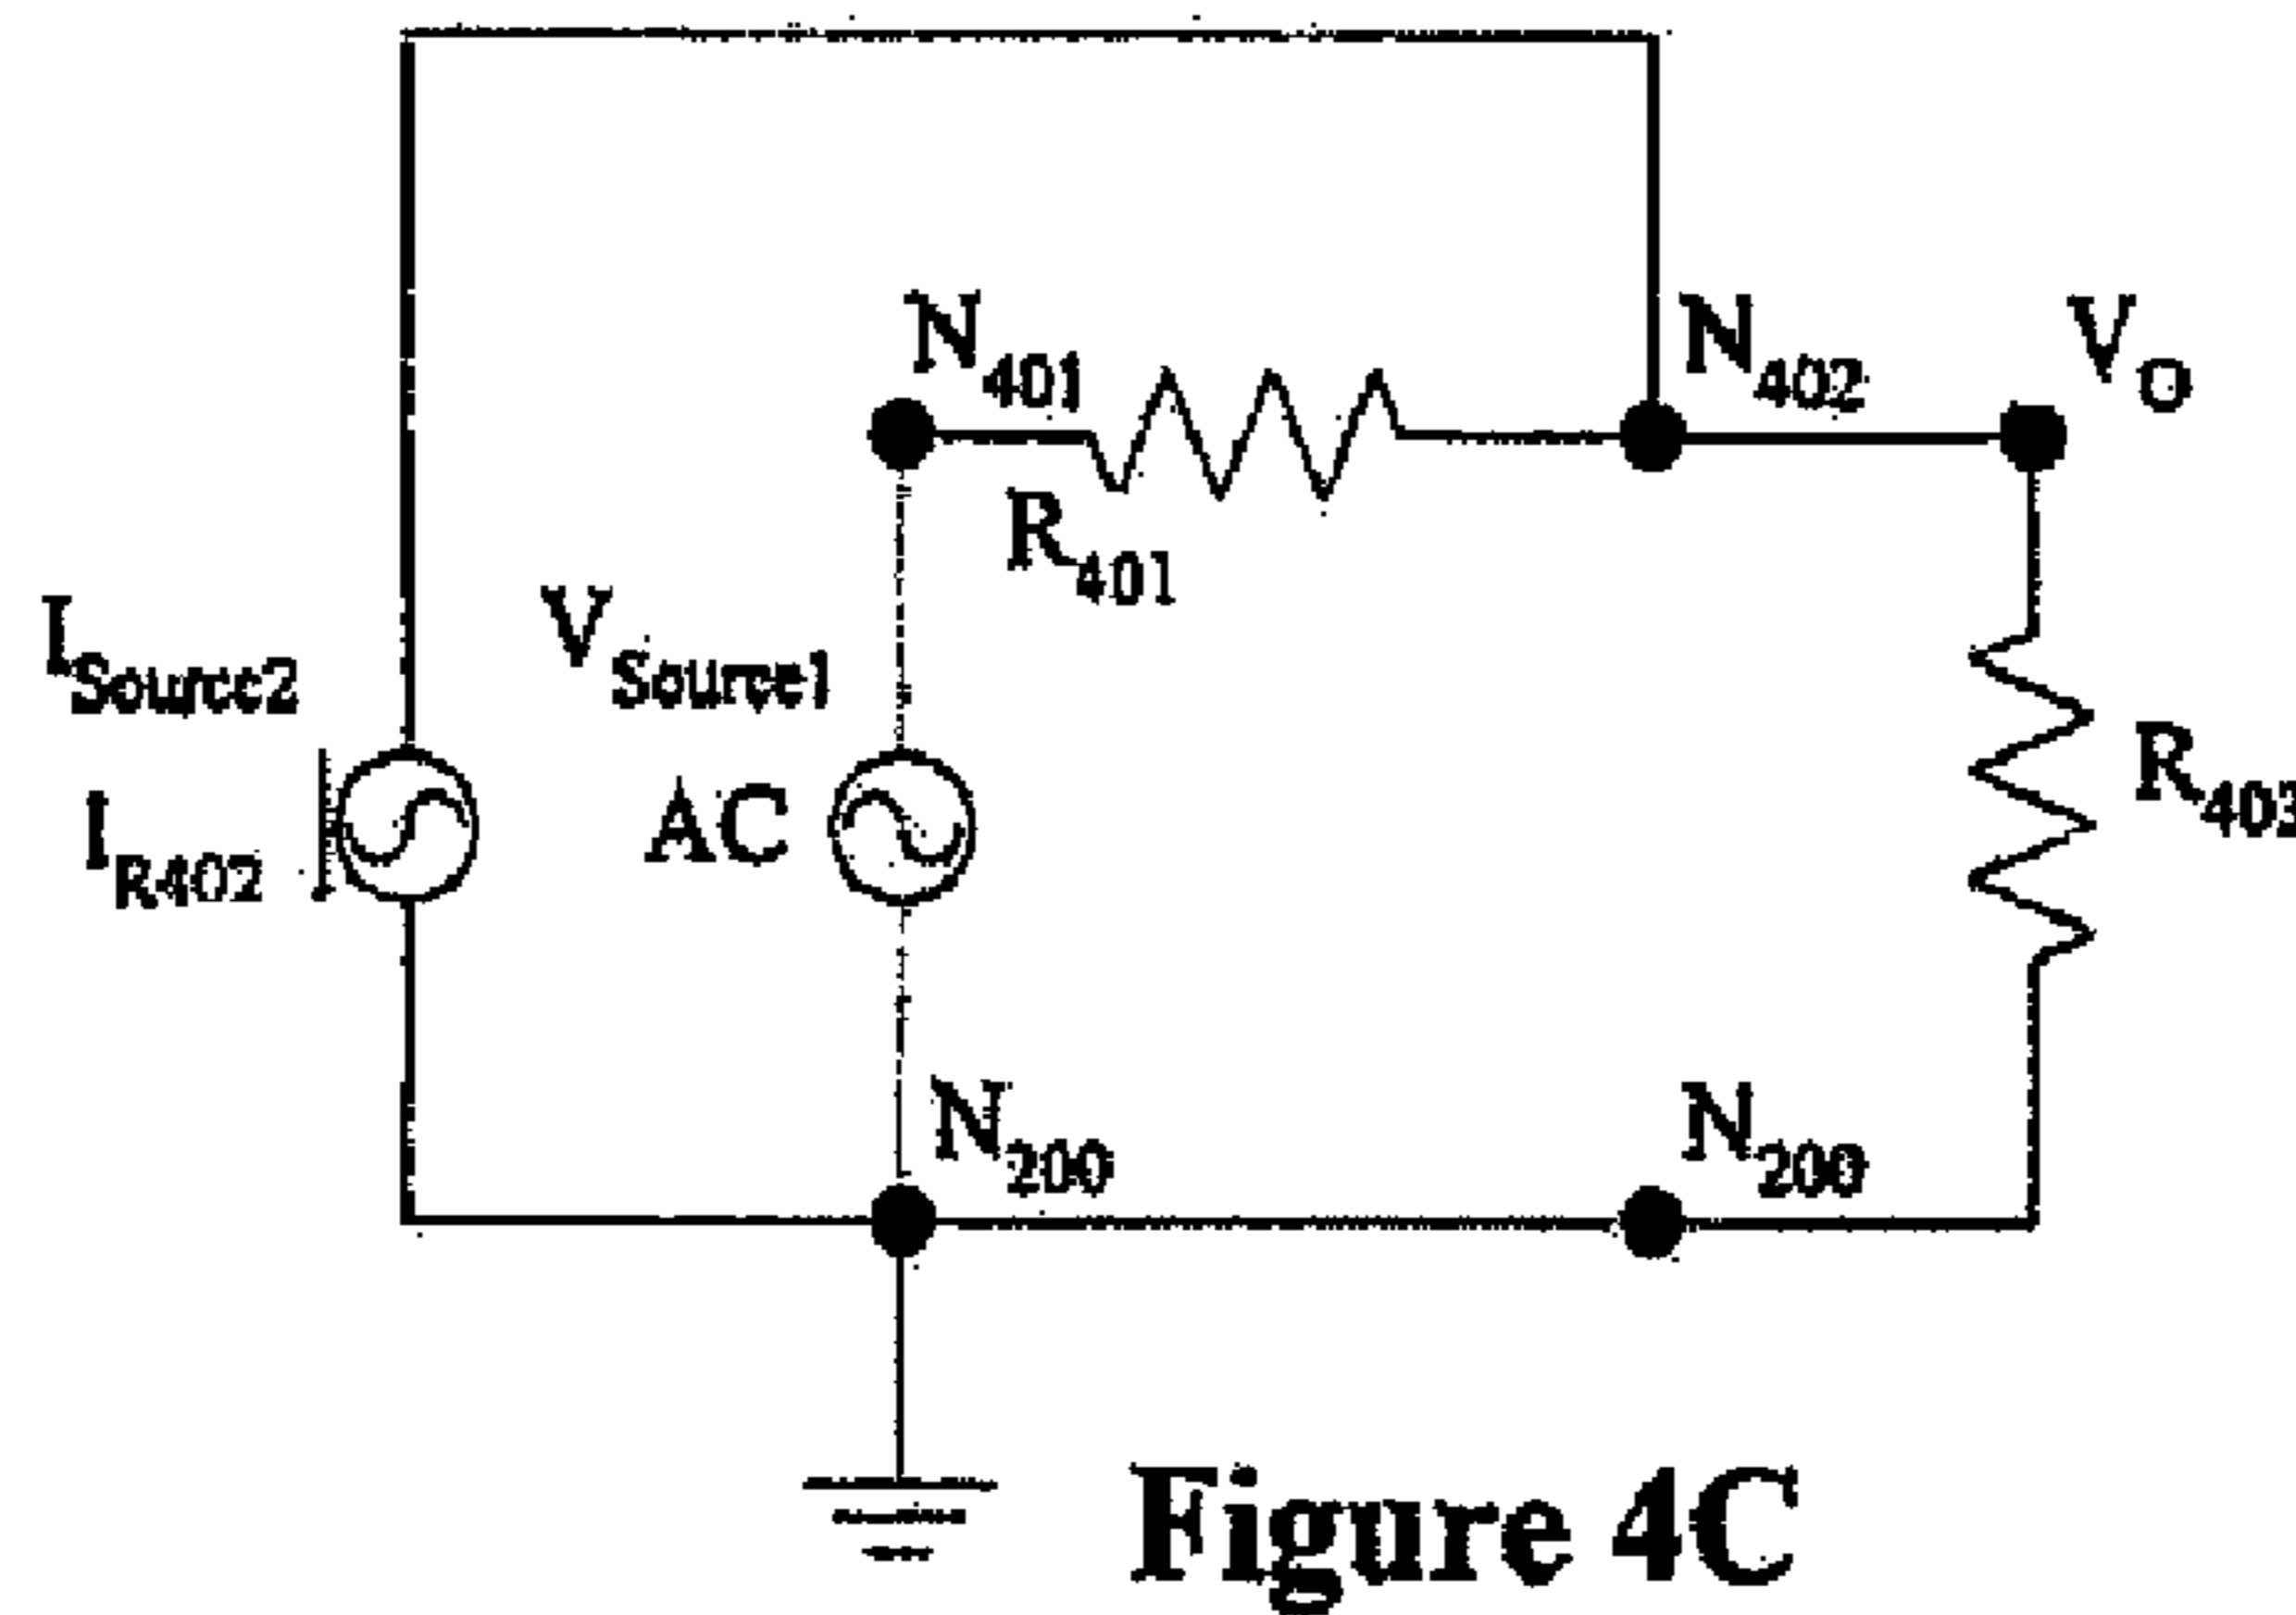 N401
N402
VO
R401
ISource2
VSource1
IR402
AC
R403
N200
N200
Figure 4C